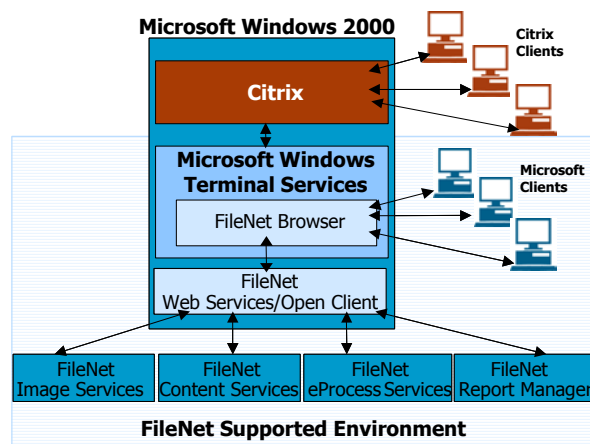 Microsoft Windows 2000
Citrix
Clients
Citrix
Microsoft Windows
Terminal Services
Microsoft
Clients
FileNet Browser
FileNet
Web Services/Open Client
FileNet
Image Services
FileNet
Content Services
FileNet
eProcess Services
FileNet
Report Manager
FileNet Supported Environment